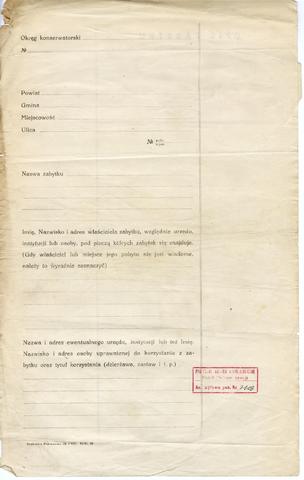 Okręg konserwatorski
№
Powiat
Gmina
Miejscowość
Ulica
№
Nazwa zabytku
Imię, Nazwisko i adres właściciela zabytku, względnie urzędu,
instytucji lub osoby, pod pieczą których zabytek się znajduje.
(Gdy właściciel lub miejsce jego pobytu nie jest wiadome,
należy to wyraźnie zaznaczyć)
Nazwa i adres ewentualnego urzędu, instytucji lub też Imię,
Nazwisko i adres osoby uprawnionej do korzystania z za-
bytku oraz tytuł korzystania (dzierżawa, zastaw i t. p.)